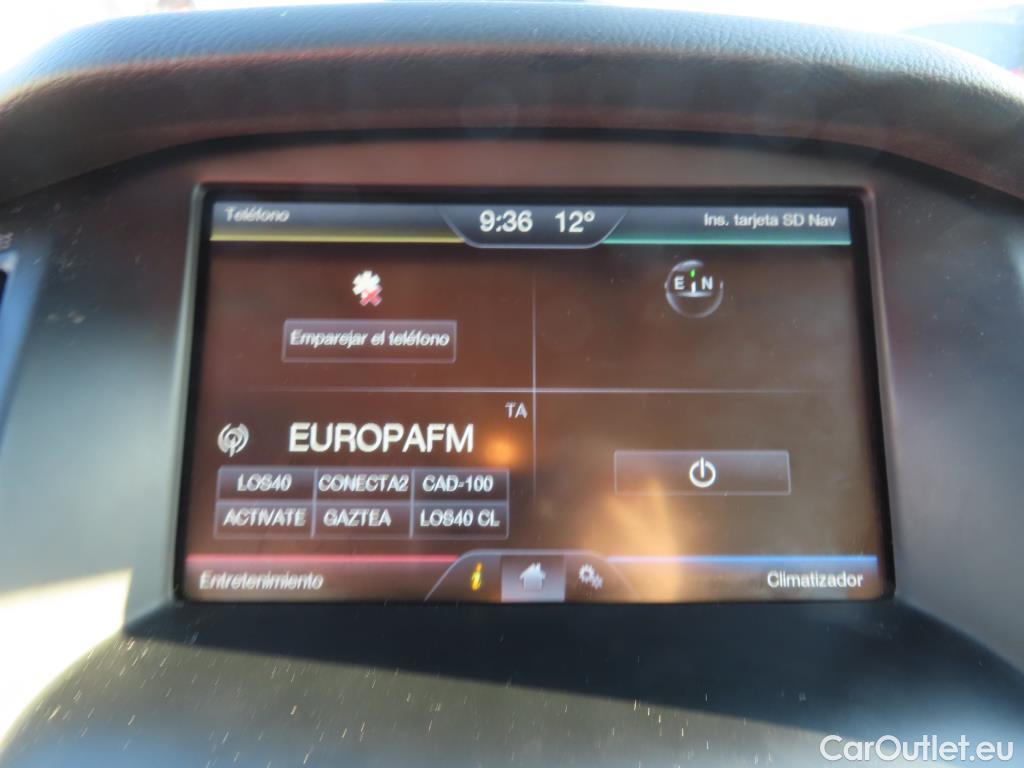 Teléfono 9:36 12º Ins. tarjeta SD Nav
E N
Emparejar el teléfono
TA
EUROPAFM
LOS40 CONECTA2 CAD-100
ACTIVATE GAZTEA LOS40 CL
i
Entretenimiento Climatizador
CarOutlet.eu